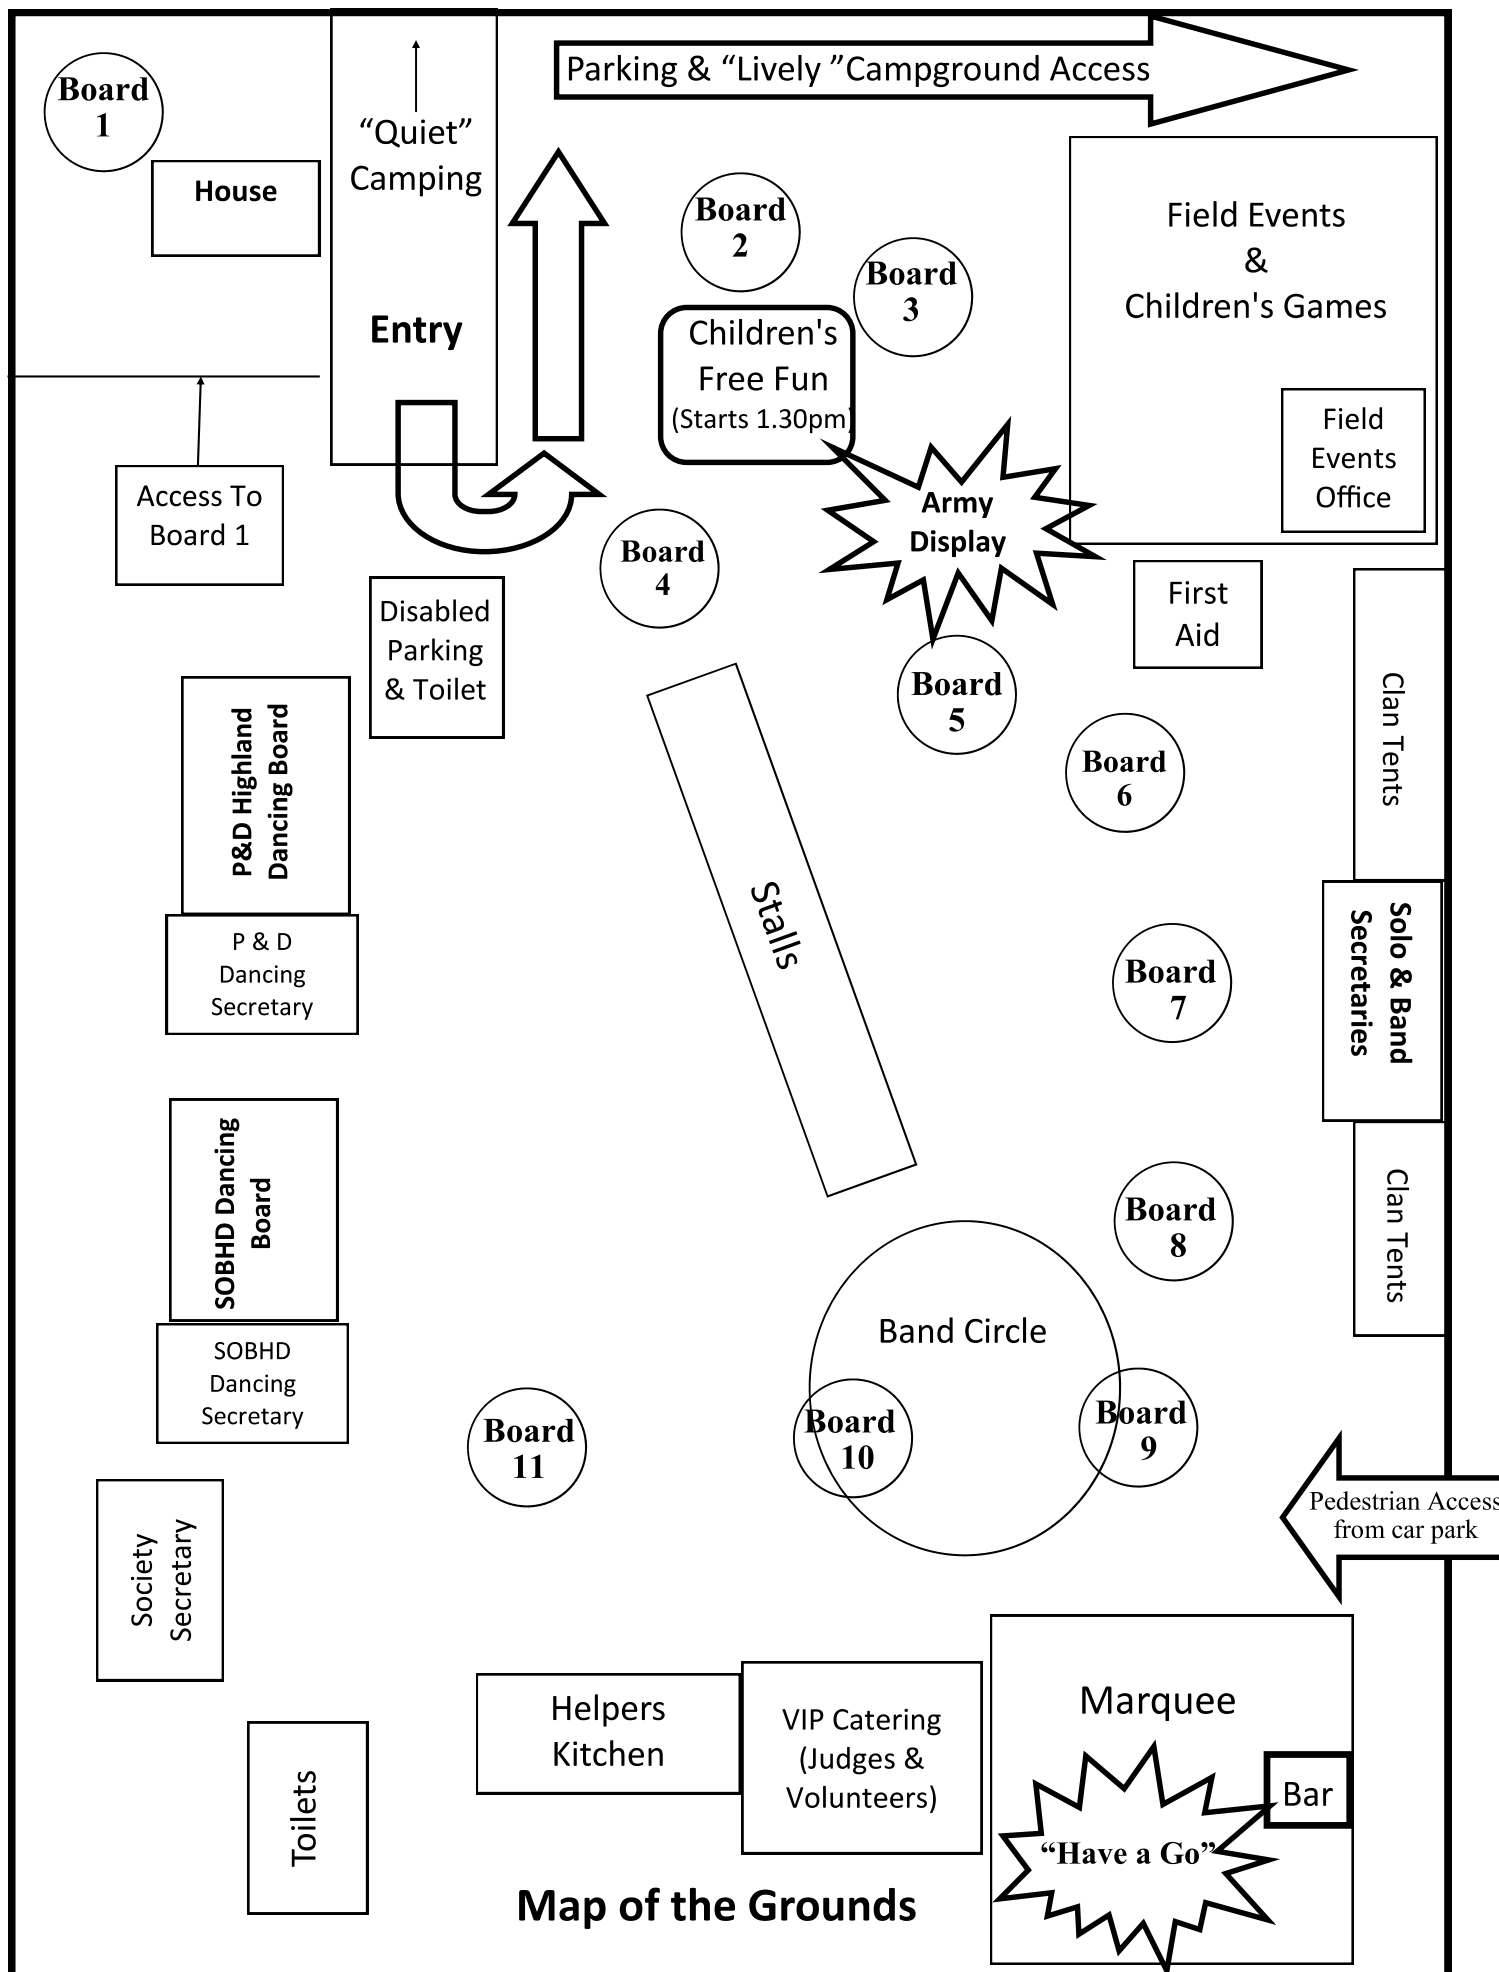 Parking & “Lively ”Campground Access
Board
1
“Quiet”
Camping
House
Entry
Board
2
Board
3
Field Events
&
Children's Games
Children's
Free Fun
(Starts 1.30pm)
Field
Events
Office
Access To
Board 1
Army
Display
Board
4
Disabled
Parking
& Toilet
First
Aid
Board
5
Clan Tents
P&D Highland
Dancing Board
Board
6
Stalls
P & D
Dancing
Secretary
Board
7
Solo & Band
Secretaries
SOBHD Dancing
Board
Board
8
Clan Tents
Band Circle
SOBHD
Dancing
Secretary
Board
11
Board
10
Board
9
Pedestrian Access
from car park
Society
Secretary
Helpers
Kitchen
VIP Catering
(Judges &
Volunteers)
Marquee
Bar
“Have a Go”
Toilets
Map of the Grounds